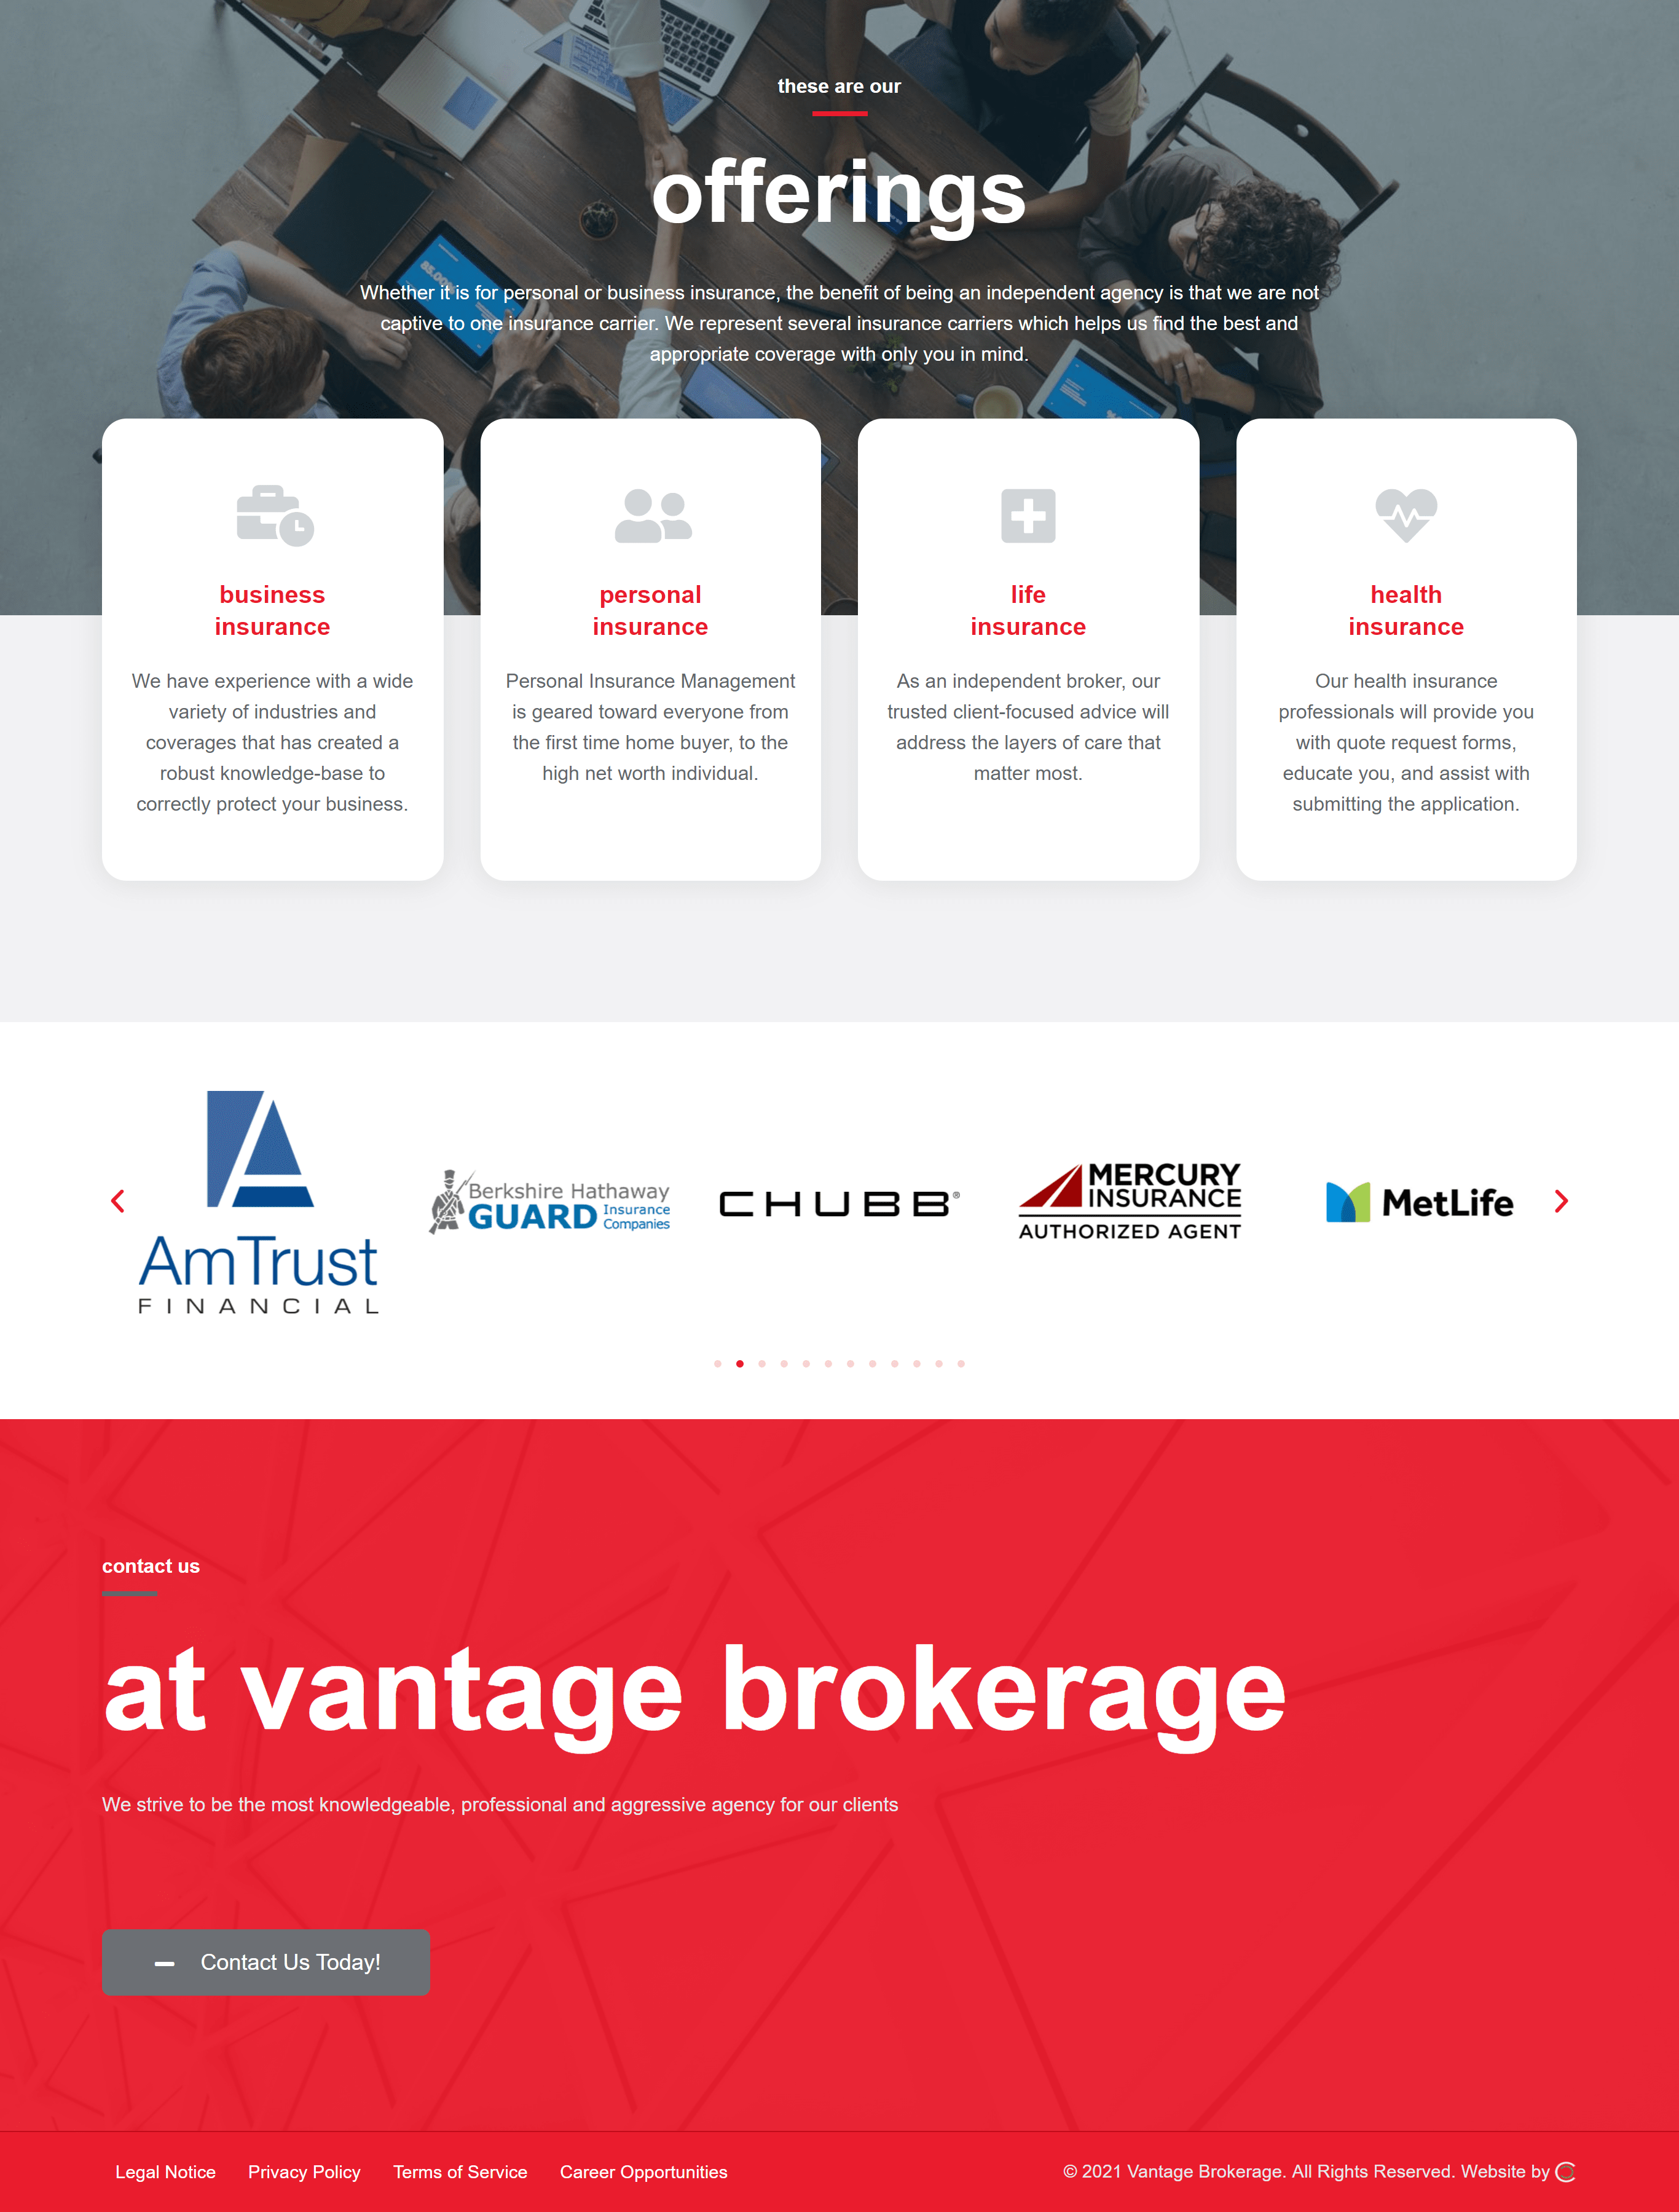 these are our
offerings
Whether it is for personal or business insurance, the benefit of being an independent agency is that we are not
captive to one insurance carrier. We represent several insurance carriers which helps us find the best and
appropriate coverage with only you in mind.
business
insurance
We have experience with a wide
variety of industries and
coverages that has created a
robust knowledge-base to
correctly protect your business.
personal
insurance
Personal Insurance Management
is geared toward everyone from
the first time home buyer, to the
high net worth individual.
life
insurance
As an independent broker, our
trusted client-focused advice will
address the layers of care that
matter most.
health
insurance
Our health insurance
professionals will provide you
with quote request forms,
educate you, and assist with
submitting the application.
AmTrust
FINANCIAL
Berkshire Hathaway
GUARD Insurance
Companies
CHUBB®
MERCURY
INSURANCE
AUTHORIZED AGENT
MetLife
contact us
at vantage brokerage
We strive to be the most knowledgeable, professional and aggressive agency for our clients
Contact Us Today!
Legal Notice Privacy Policy Terms of Service Career Opportunities
© 2021 Vantage Brokerage. All Rights Reserved. Website by